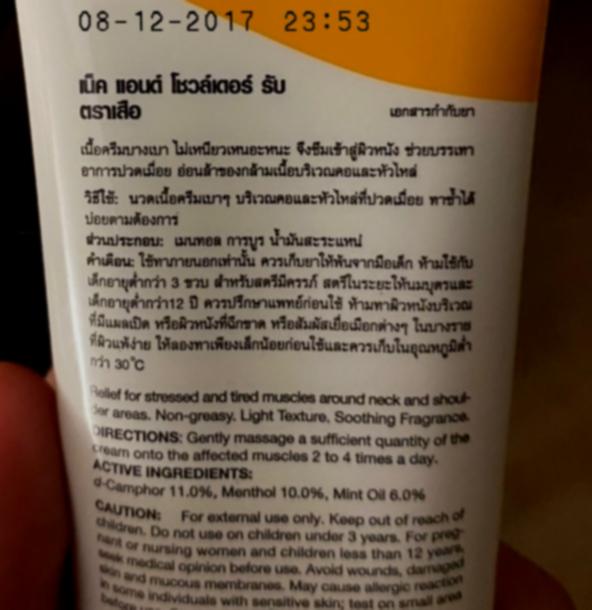 08-12-2017 23:53
เน็ค แอนด์ โชวล์เดอร์ รับ
ตราเสือ
เอกสารกำกับยา
เนื้อครีมบางเบา ไม่เหนียวเหนอะหนะ จึงซึมเข้าสู่ผิวหนัง ช่วยบรรเทา
อาการปวดเมื่อย อ่อนล้าของกล้ามเนื้อบริเวณคอและหัวไหล่
วิธีใช้: นวดเนื้อครีมเบาๆ บริเวณคอและหัวไหล่ที่ปวดเมื่อย ทาซ้ำได้
บ่อยตามต้องการ
ส่วนประกอบ: เมนทอล การบูร น้ำมันสะระแหน่
คำเตือน: ใช้ทาภายนอกเท่านั้น ควรเก็บยาให้พ้นจากมือเด็ก ห้ามใช้กับ
เด็กอายุต่ำกว่า 3 ขวบ สำหรับสตรีมีครรภ์ สตรีในระยะให้นมบุตรและ
เด็กอายุต่ำกว่า12 ปี ควรปรึกษาแพทย์ก่อนใช้ ห้ามทาผิวหนังบริเวณ
ที่มีแผลเปิด หรือผิวหนังที่ฉีกขาด หรือสัมผัสเยื่อเมือกต่างๆ ในบางราย
ที่ผิวแพ้ง่าย ให้ลองทาเพียงเล็กน้อยก่อนใช้และควรเก็บในอุณหภูมิต่ำ
กว่า 30°C
Relief for stressed and tired muscles around neck and shoul-
der areas. Non-greasy. Light Texture, Soothing Fragrance.
DIRECTIONS: Gently massage a sufficient quantity of the
cream onto the affected muscles 2 to 4 times a day.
ACTIVE INGREDIENTS:
d-Camphor 11.0%, Menthol 10.0%, Mint Oil 6.0%
CAUTION: For external use only. Keep out of reach of
children. Do not use on children under 3 years. For preg-
nant or nursing women and children less than 12 years,
seek medical opinion before use. Avoid wounds, damaged
skin and mucous membranes. May cause allergic reaction
in some individuals with sensitive skin; test on small area
before